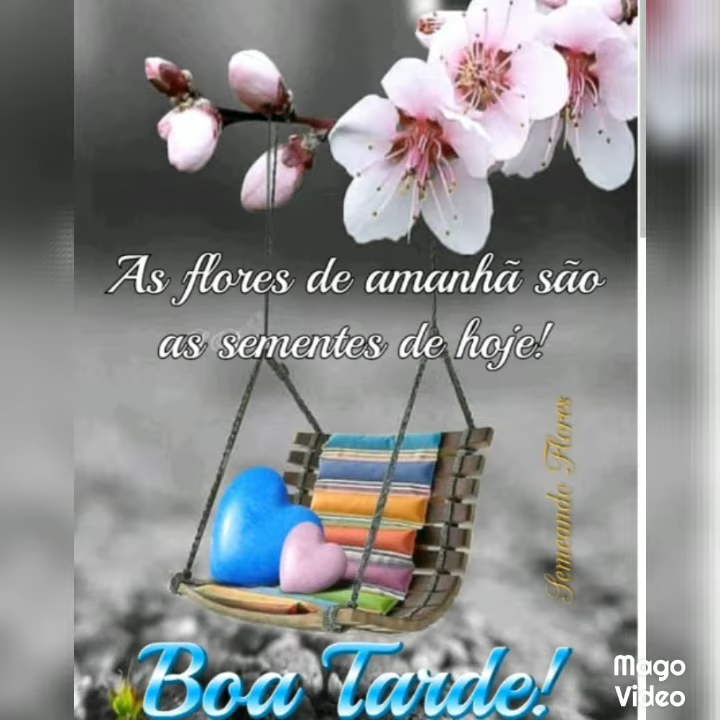 As flores de amanhã são
as sementes de hoje!
Semeando Flores
Boa Tarde!
Mago
Video